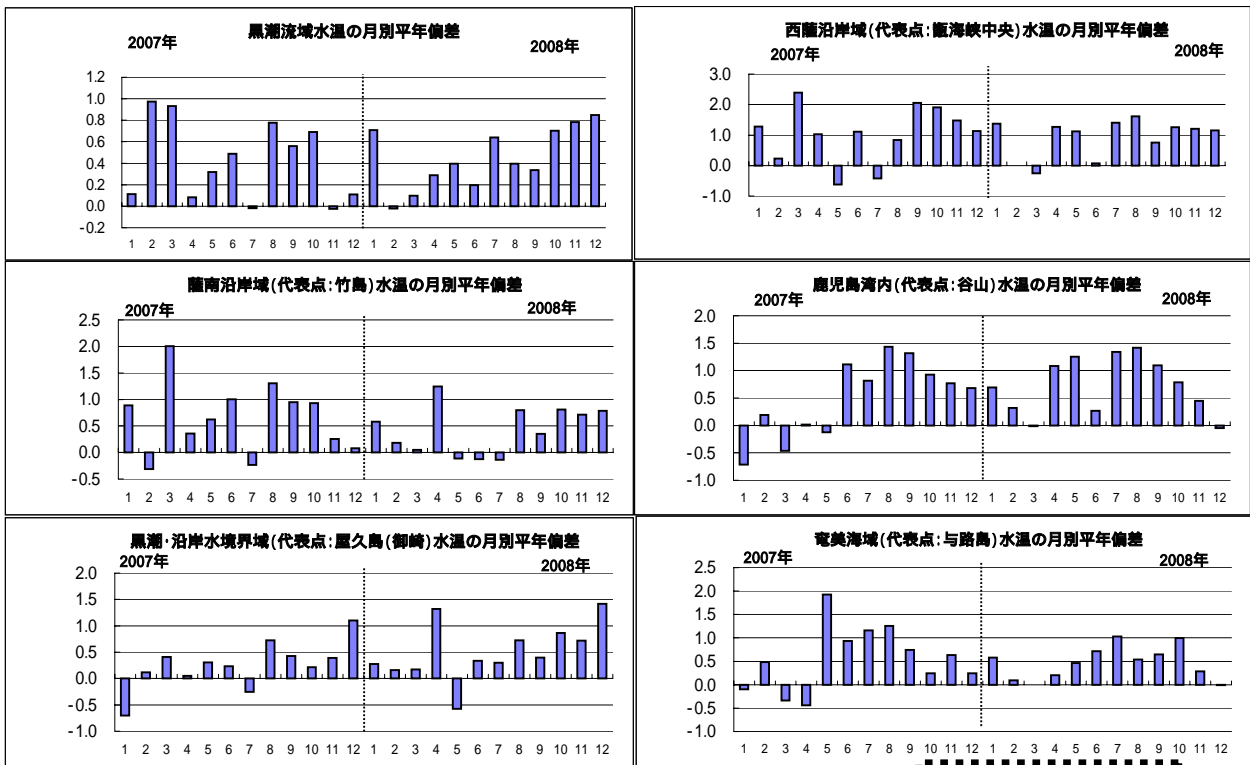 黒潮流域水温の月別平年偏差
2007年
2008年
1.2
1.0
0.8
0.6
0.4
0.2
0.0
-0.2
1 2 3 4 5 6 7 8 9 10 11 12 1 2 3 4 5 6 7 8 9 10 11 12
西薩沿岸域(代表点:甑海峡中央)水温の月別平年偏差
2007年
2008年
3.0
2.0
1.0
0.0
-1.0
1 2 3 4 5 6 7 8 9 10 11 12 1 2 3 4 5 6 7 8 9 10 11 12
薩南沿岸域(代表点:竹島)水温の月別平年偏差
2007年
2008年
2.5
2.0
1.5
1.0
0.5
0.0
-0.5
1 2 3 4 5 6 7 8 9 10 11 12 1 2 3 4 5 6 7 8 9 10 11 12
鹿児島湾内(代表点:谷山)水温の月別平年偏差
2007年
2008年
2.0
1.5
1.0
0.5
0.0
-0.5
-1.0
1 2 3 4 5 6 7 8 9 10 11 12 1 2 3 4 5 6 7 8 9 10 11 12
黒潮・沿岸水境界域(代表点:屋久島(御崎)水温の月別平年偏差
2007年
2008年
2.0
1.5
1.0
0.5
0.0
-0.5
-1.0
1 2 3 4 5 6 7 8 9 10 11 12 1 2 3 4 5 6 7 8 9 10 11 12
奄美海域(代表点:与路島)水温の月別平年偏差
2007年
2008年
2.5
2.0
1.5
1.0
0.5
0.0
-0.5
-1.0
1 2 3 4 5 6 7 8 9 10 11 12 1 2 3 4 5 6 7 8 9 10 11 12